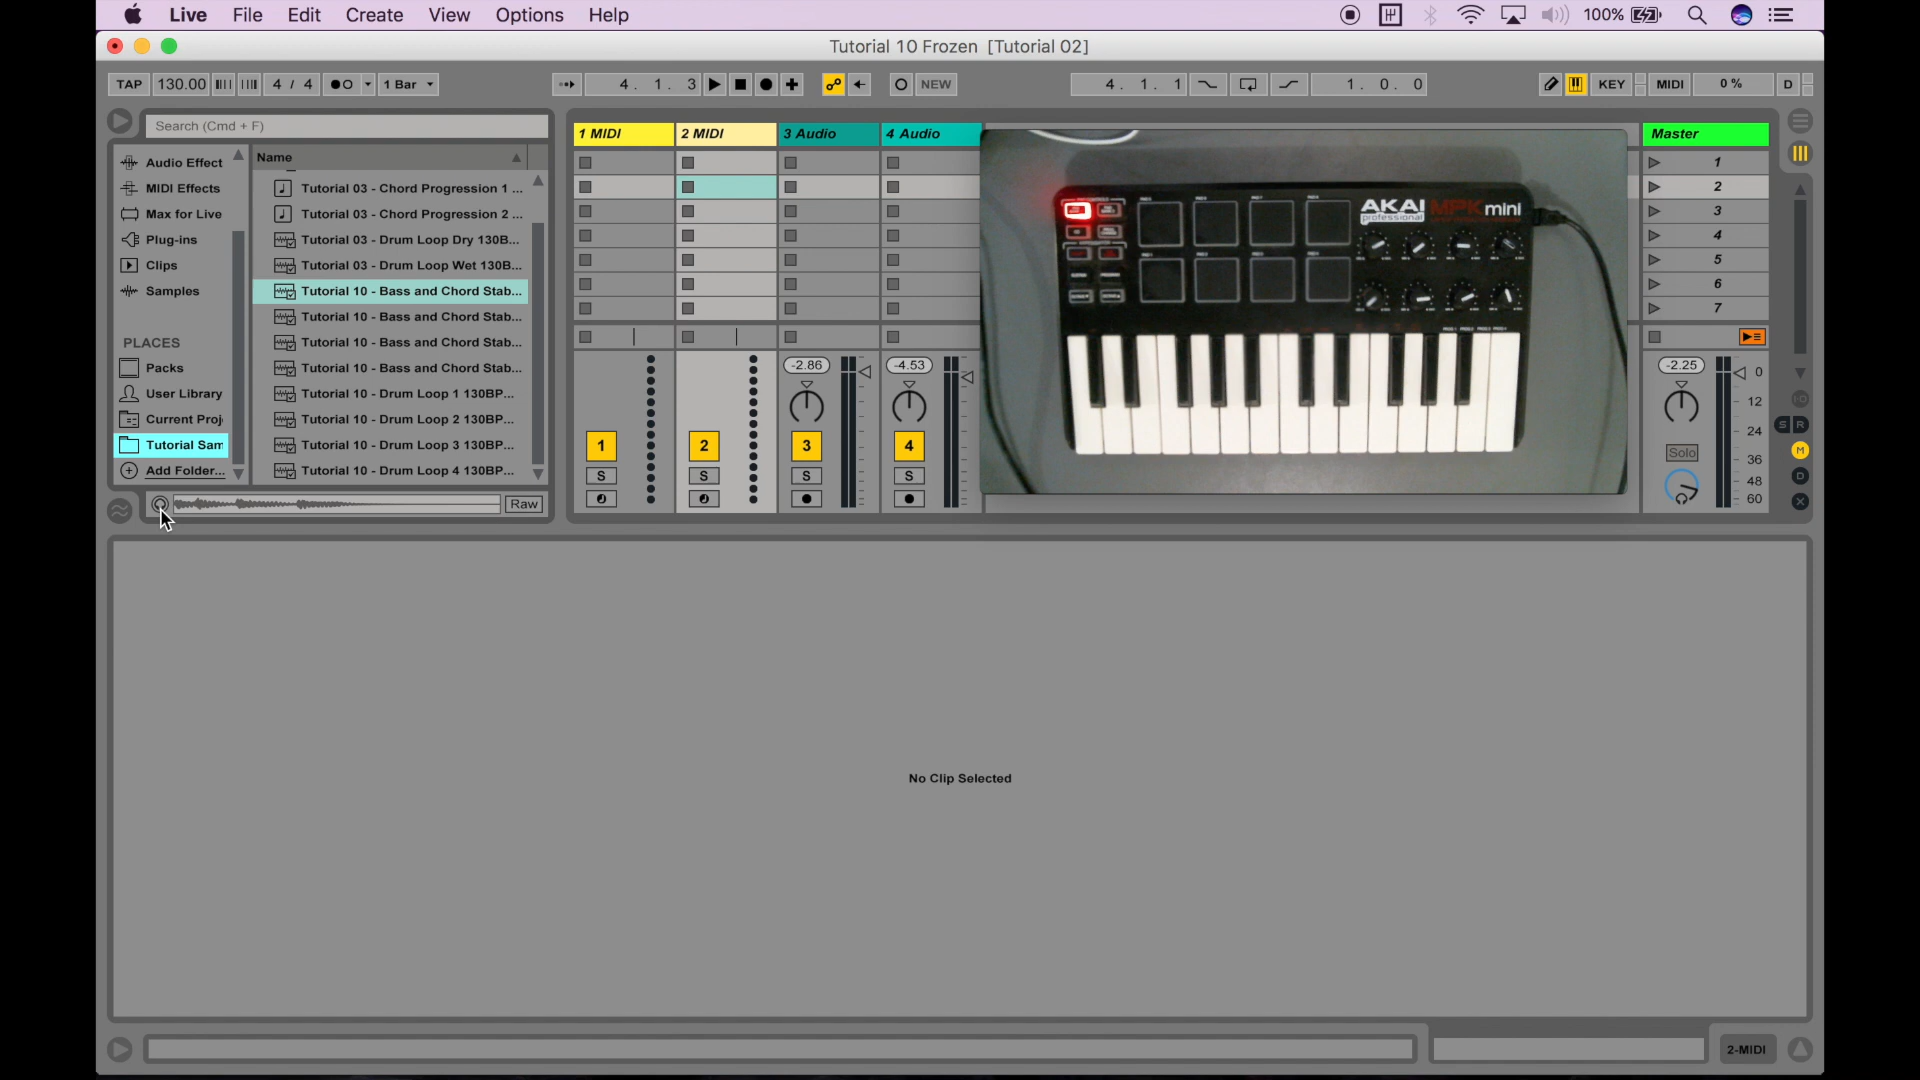 Live File Edit Create View Options Help 100%
Tutorial 10 Frozen [Tutorial 02]
TAP 130.00 4 / 4 1 Bar 4. 1. 3 NEW 4. 1. 1 1. 0. 0 KEY MIDI 0 % D
Search (Cmd + F)
Audio Effect
MIDI Effects
Max for Live
Plug-ins
Clips
Samples
PLACES
Packs
User Library
Current Proj
Tutorial Sam
Add Folder...
Name
Tutorial 03 - Chord Progression 1 ...
Tutorial 03 - Chord Progression 2 ...
Tutorial 03 - Drum Loop Dry 130B...
Tutorial 03 - Drum Loop Wet 130B...
Tutorial 10 - Bass and Chord Stab...
Tutorial 10 - Bass and Chord Stab...
Tutorial 10 - Bass and Chord Stab...
Tutorial 10 - Bass and Chord Stab...
Tutorial 10 - Drum Loop 1 130BP...
Tutorial 10 - Drum Loop 2 130BP...
Tutorial 10 - Drum Loop 3 130BP...
Tutorial 10 - Drum Loop 4 130BP...
Raw
1 MIDI 2 MIDI 3 Audio 4 Audio
-2.86 -4.53
1 2 3 4
S S S S
AKAI MPK mini
professional
Master
1
2
3
4
5
6
7
-2.25
0
12
24
36
48
60
Solo
S R
M
D
X
No Clip Selected
2-MIDI